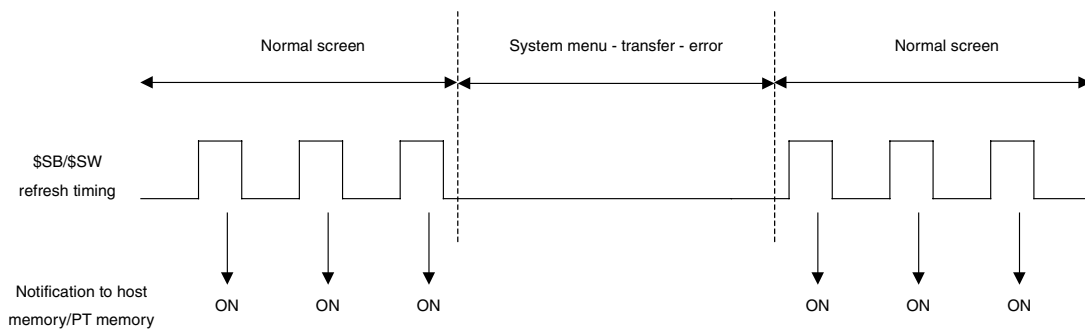 Normal screen
System menu - transfer - error
Normal screen
$SB/$SW
refresh timing
Notification to host
memory/PT memory
ON
ON
ON
ON
ON
ON